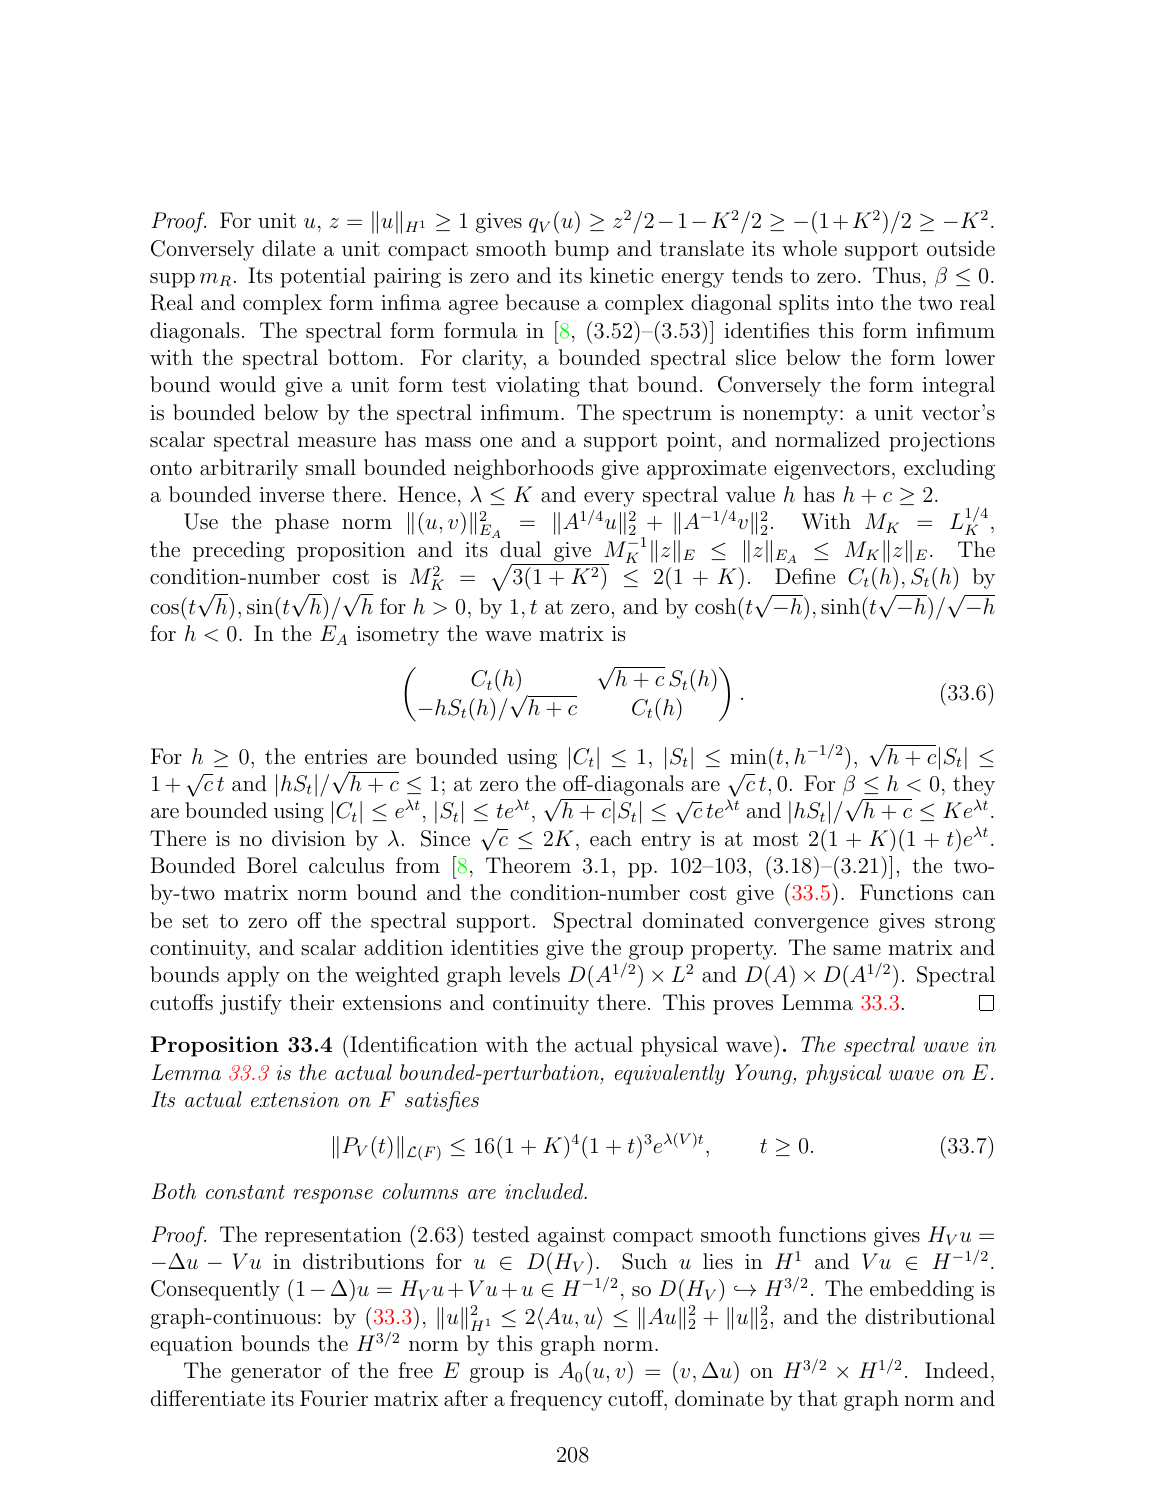 Proof. For unit u, z = ‖u‖_{H^1} ≥ 1 gives q_V(u) ≥ z^2/2−1−K^2/2 ≥ −(1+K^2)/2 ≥ −K^2.
Conversely dilate a unit compact smooth bump and translate its whole support outside
supp m_R. Its potential pairing is zero and its kinetic energy tends to zero. Thus, β ≤ 0.
Real and complex form infima agree because a complex diagonal splits into the two real
diagonals. The spectral form formula in [8, (3.52)–(3.53)] identifies this form infimum
with the spectral bottom. For clarity, a bounded spectral slice below the form lower
bound would give a unit form test violating that bound. Conversely the form integral
is bounded below by the spectral infimum. The spectrum is nonempty: a unit vector's
scalar spectral measure has mass one and a support point, and normalized projections
onto arbitrarily small bounded neighborhoods give approximate eigenvectors, excluding
a bounded inverse there. Hence, λ ≤ K and every spectral value h has h + c ≥ 2.
Use the phase norm ‖(u, v)‖^2_{E_A} = ‖A^{1/4}u‖^2_2 + ‖A^{−1/4}v‖^2_2. With M_K = L_K^{1/4},
the preceding proposition and its dual give M_K^{−1}‖z‖_E ≤ ‖z‖_{E_A} ≤ M_K‖z‖_E. The
condition-number cost is M_K^2 = √(3(1 + K^2)) ≤ 2(1 + K). Define C_t(h), S_t(h) by
cos(t√h), sin(t√h)/√h for h > 0, by 1, t at zero, and by cosh(t√−h), sinh(t√−h)/√−h
for h < 0. In the E_A isometry the wave matrix is
( C_t(h) √(h + c) S_t(h)
−hS_t(h)/√(h + c) C_t(h) ). (33.6)
For h ≥ 0, the entries are bounded using |C_t| ≤ 1, |S_t| ≤ min(t, h^{−1/2}), √(h + c)|S_t| ≤
1 + √c t and |hS_t|/√(h + c) ≤ 1; at zero the off-diagonals are √c t, 0. For β ≤ h < 0, they
are bounded using |C_t| ≤ e^{λt}, |S_t| ≤ te^{λt}, √(h + c)|S_t| ≤ √c te^{λt} and |hS_t|/√(h + c) ≤ Ke^{λt}.
There is no division by λ. Since √c ≤ 2K, each entry is at most 2(1 + K)(1 + t)e^{λt}.
Bounded Borel calculus from [8, Theorem 3.1, pp. 102–103, (3.18)–(3.21)], the two-
by-two matrix norm bound and the condition-number cost give (33.5). Functions can
be set to zero off the spectral support. Spectral dominated convergence gives strong
continuity, and scalar addition identities give the group property. The same matrix and
bounds apply on the weighted graph levels D(A^{1/2}) × L^2 and D(A) × D(A^{1/2}). Spectral
cutoffs justify their extensions and continuity there. This proves Lemma 33.3. □
Proposition 33.4 (Identification with the actual physical wave). The spectral wave in
Lemma 33.3 is the actual bounded-perturbation, equivalently Young, physical wave on E.
Its actual extension on F satisfies
‖P_V(t)‖_{𝓛(F)} ≤ 16(1 + K)^4(1 + t)^3e^{λ(V)t}, t ≥ 0. (33.7)
Both constant response columns are included.
Proof. The representation (2.63) tested against compact smooth functions gives H_V u =
−Δu − V u in distributions for u ∈ D(H_V). Such u lies in H^1 and V u ∈ H^{−1/2}.
Consequently (1−Δ)u = H_V u+V u+u ∈ H^{−1/2}, so D(H_V) ↪ H^{3/2}. The embedding is
graph-continuous: by (33.3), ‖u‖^2_{H^1} ≤ 2⟨Au, u⟩ ≤ ‖Au‖^2_2 + ‖u‖^2_2, and the distributional
equation bounds the H^{3/2} norm by this graph norm.
The generator of the free E group is A_0(u, v) = (v, Δu) on H^{3/2} × H^{1/2}. Indeed,
differentiate its Fourier matrix after a frequency cutoff, dominate by that graph norm and
208